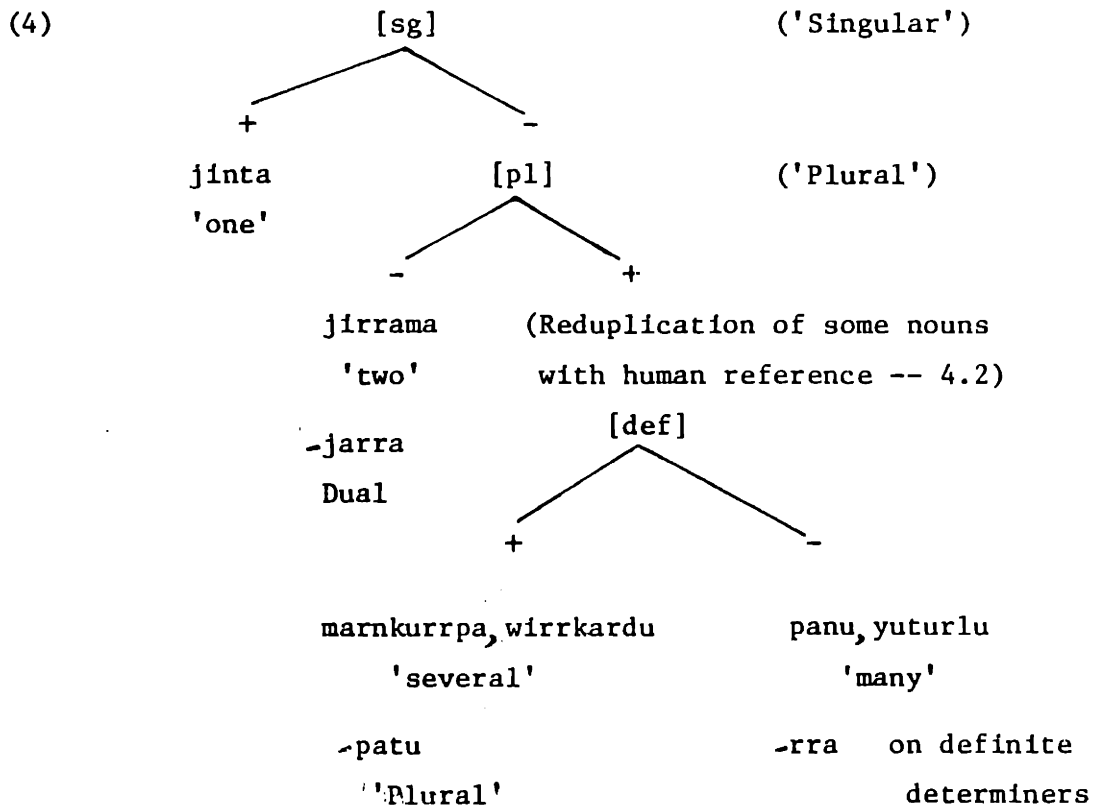 (4) [sg] ('Singular')
+ -
jinta [pl] ('Plural')
'one'
- +
jirrama (Reduplication of some nouns
'two' with human reference -- 4.2)
-jarra [def]
Dual
+ -
marnkurrpa, wirrkardu panu, yuturlu
'several' 'many'
-patu -rra on definite
'Plural' determiners